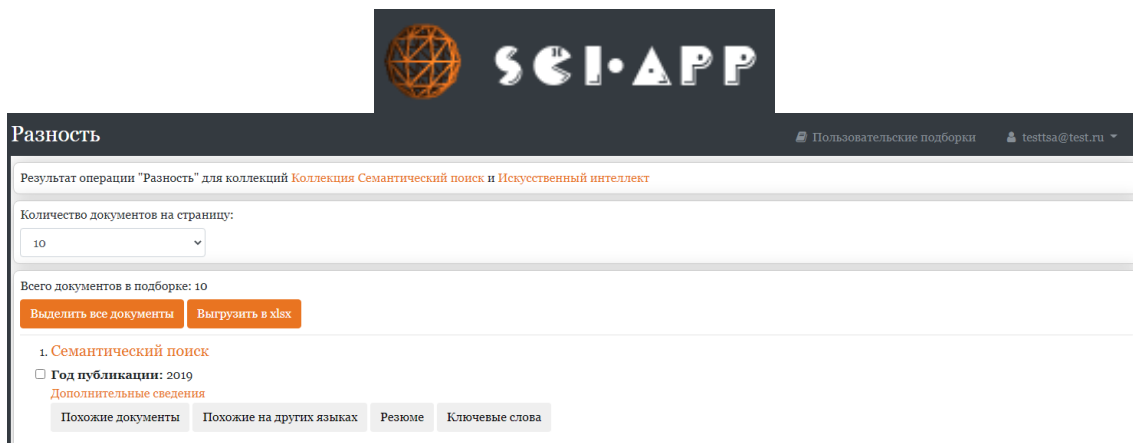 SCI·APP
Разность
Пользовательские подборки testtsa@test.ru
Результат операции "Разность" для коллекций Коллекция Семантический поиск и Искусственный интеллект
Количество документов на страницу:
10
Всего документов в подборке: 10
Выделить все документы Выгрузить в xlsx
1. Семантический поиск
Год публикации: 2019
Дополнительные сведения
Похожие документы Похожие на других языках Резюме Ключевые слова